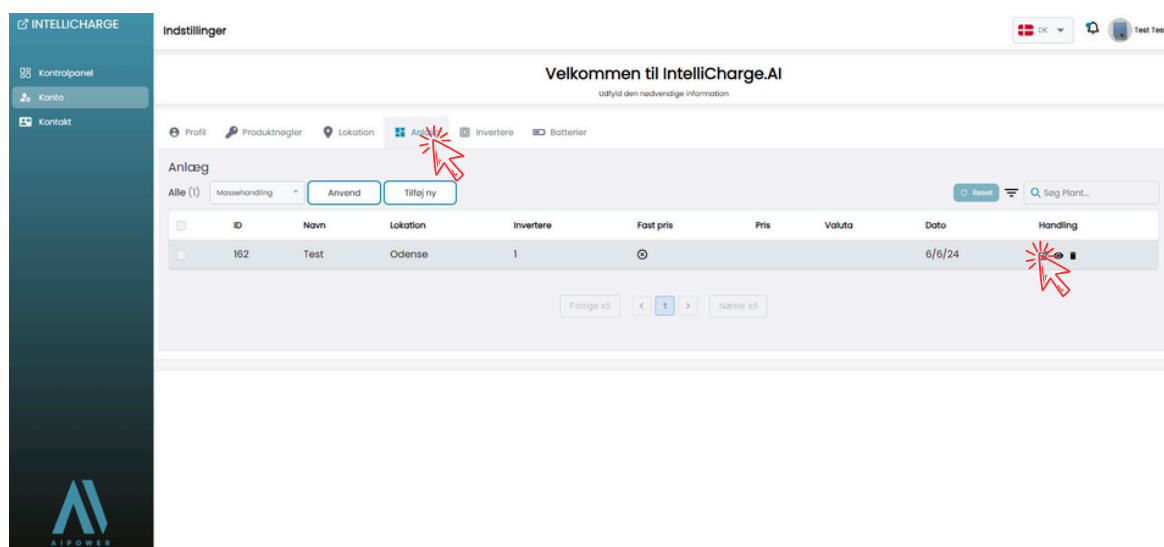 INTELLICHARGE
Indstillinger
DK
Test Test
Kontrolpanel
Konto
Kontakt
Velkommen til IntelliCharge.AI
Udfyld den nødvendige information
Profil Produktnøgler Lokation Anlæg Invertere Batterier
Anlæg
Alle (1) Massehandling Anvend Tilføj ny Reset Søg Plant...
ID Navn Lokation Invertere Fast pris Pris Valuta Dato Handling
162 Test Odense 1 6/6/24
Forrige x5 < 1 > Næste x5
AIPOWER